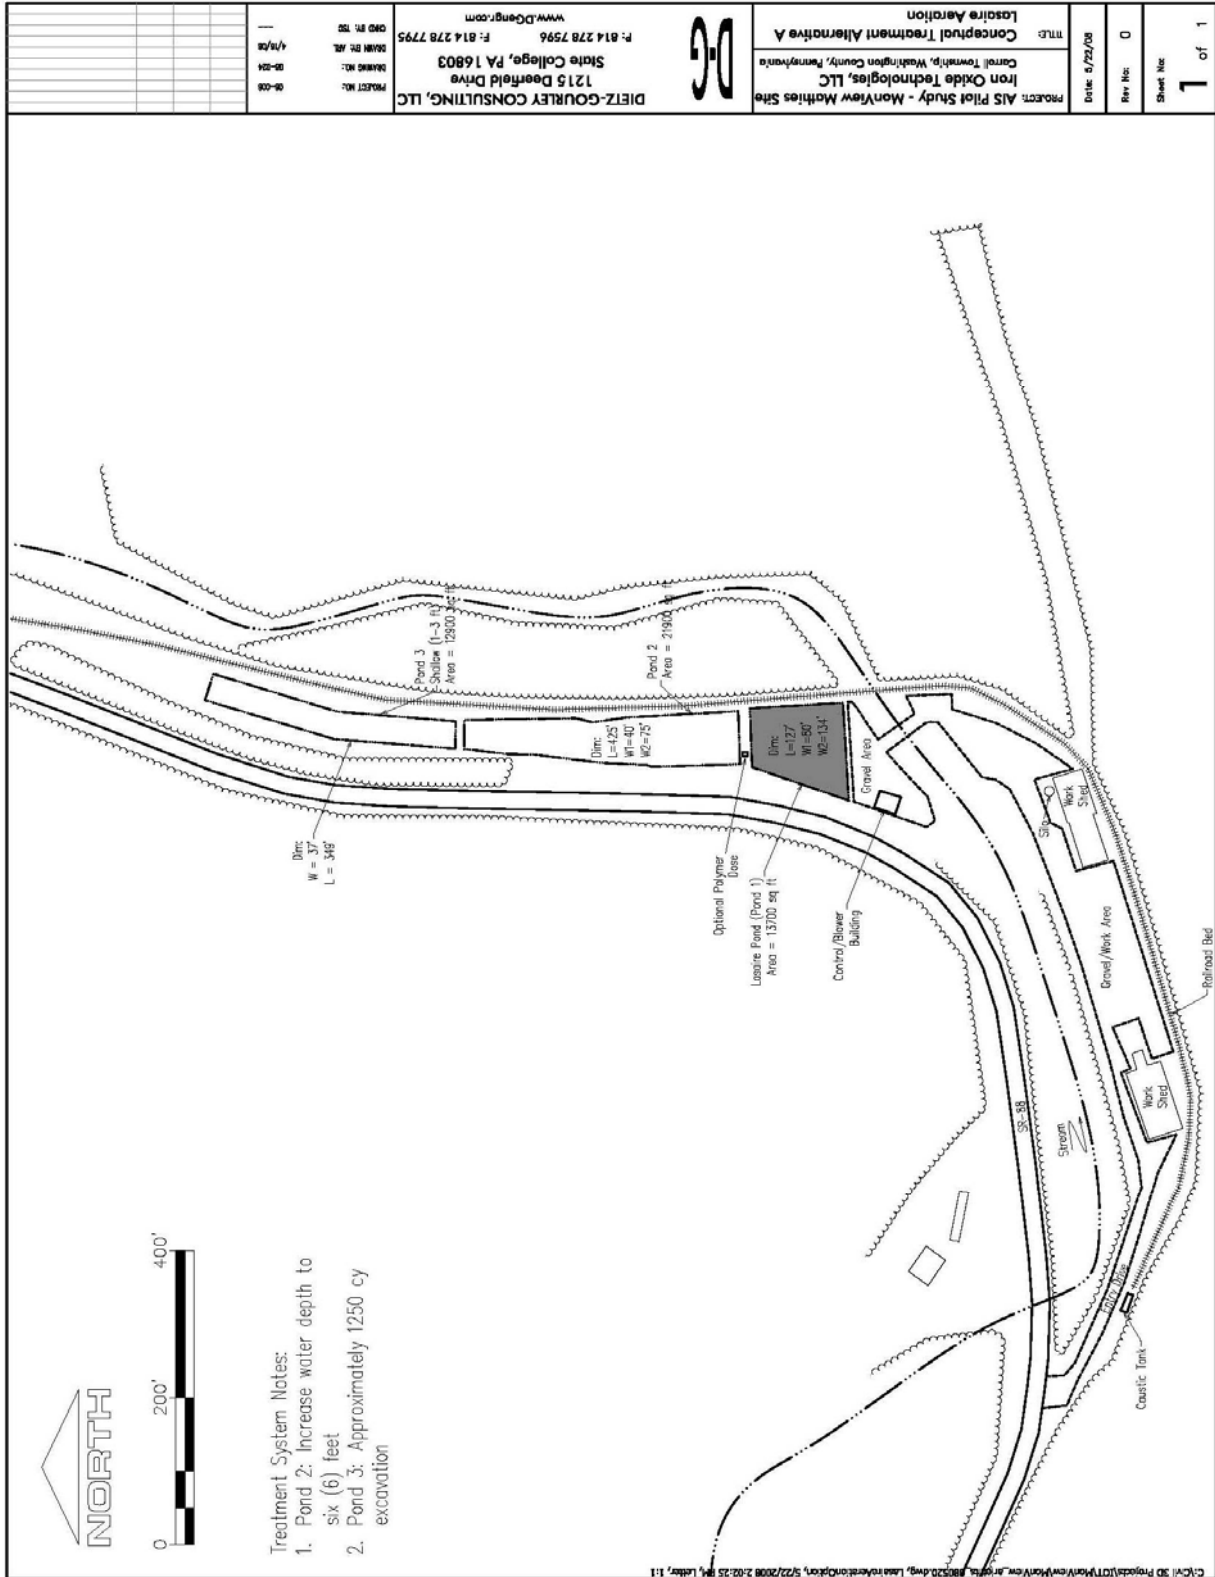 PROJECT NO.: 08-008
DRAWING NO.: 08-024
DRAWN BY: ARL 4/18/08
CHKD BY: TSC ---
DIETZ-GOURLEY CONSULTING, LLC
1215 Deerfield Drive
State College, PA 16803
P: 814 278 7596 F: 814 278 7795
www.DGengr.com
D-G
PROJECT: AIS Pilot Study - MonView Mathies Site
Iron Oxide Technologies, LLC
Carroll Township, Washington County, Pennsylvania
TITLE: Conceptual Treatment Alternative A
Lasaire Aeration
Date: 5/22/08
Rev No: 0
Sheet No:
1 of 1
Pond 3
Shallow (1-3 ft)
Area = 12900 sq ft
Dim:
W = 37'
L = 349'
Pond 2
Area = 21900 sq ft
Dim:
L=425'
W1=40'
W2=75'
Dim:
L=127'
W1=80'
W2=134'
Gravel Area
Optional Polymer
Dose
Lasaire Pond (Pond 1)
Area = 13700 sq ft
Control/Blower
Building
Silo
Work
Shed
Gravel/Work Area
Railroad Bed
Work
Shed
SR-88
Stream
Entry Drive
Caustic Tank
NORTH
0 200' 400'
Treatment System Notes:
1. Pond 2: Increase water depth to
six (6) feet
2. Pond 3: Approximately 1250 cy
excavation